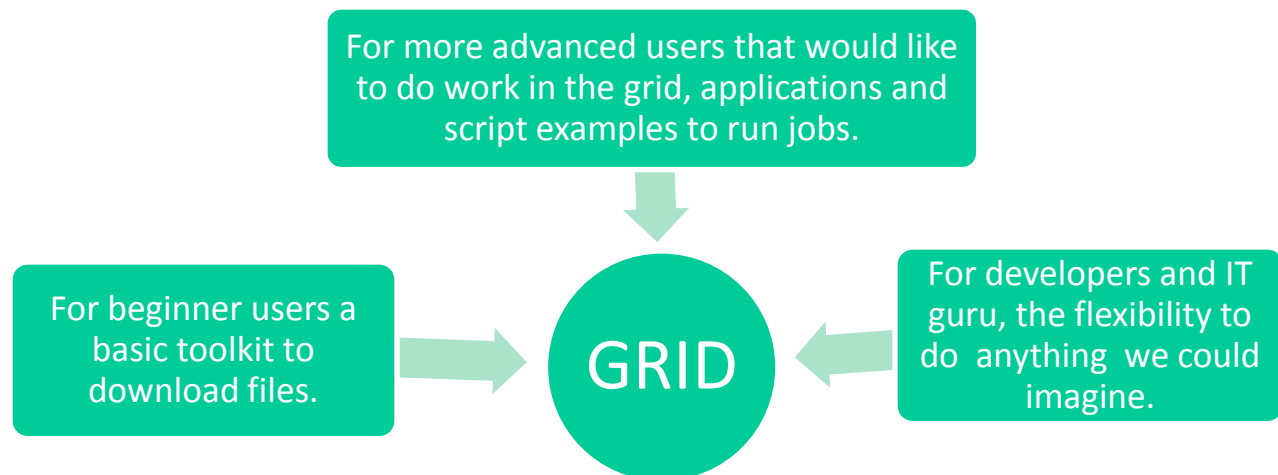 For more advanced users that would like
to do work in the grid, applications and
script examples to run jobs.
For beginner users a
basic toolkit to
download files.
GRID
For developers and IT
guru, the flexibility to
do anything we could
imagine.